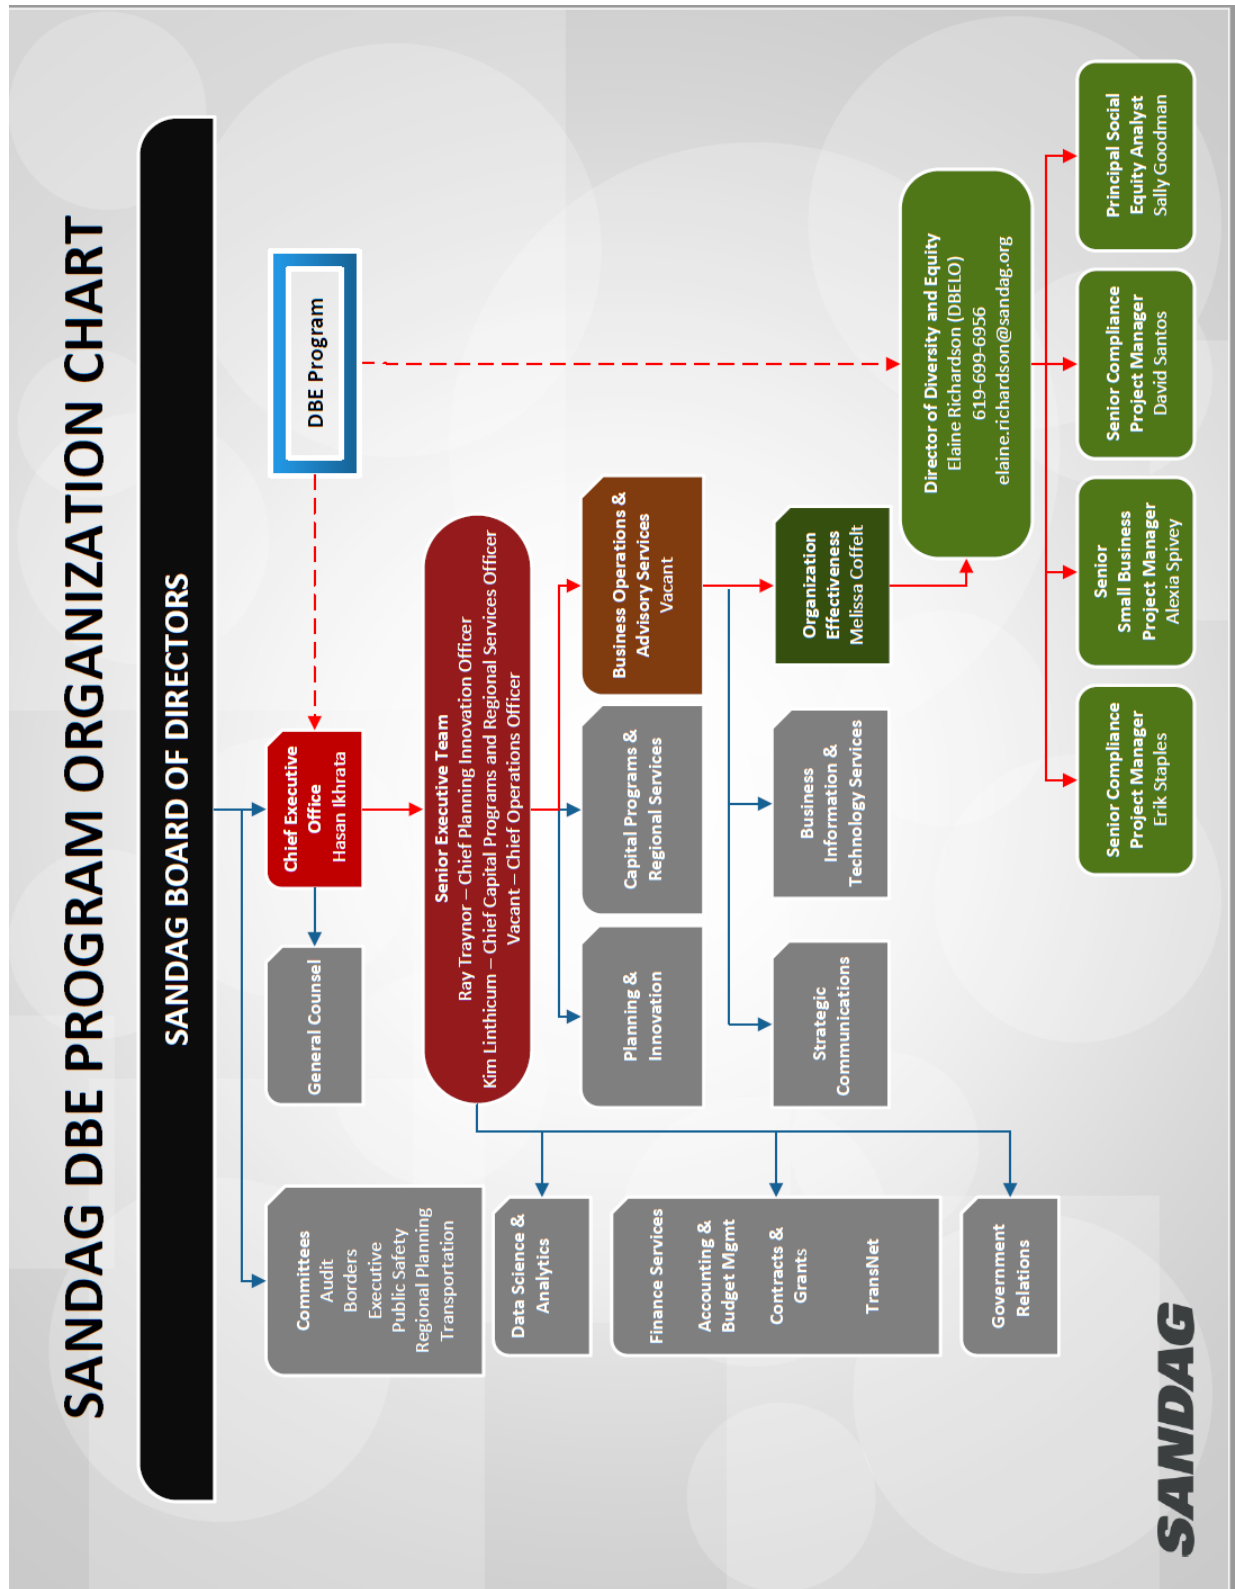 SANDAG DBE PROGRAM ORGANIZATION CHART
SANDAG BOARD OF DIRECTORS
Committees
Audit
Borders
Executive
Public Safety
Regional Planning
Transportation
General Counsel
Chief Executive
Office
Hasan Ikhrata
DBE Program
Senior Executive Team
Ray Traynor – Chief Planning Innovation Officer
Kim Linthicum – Chief Capital Programs and Regional Services Officer
Vacant – Chief Operations Officer
Data Science &
Analytics
Finance Services
Accounting &
Budget Mgmt
Contracts &
Grants
TransNet
Government
Relations
Planning &
Innovation
Capital Programs &
Regional Services
Business Operations &
Advisory Services
Vacant
Strategic
Communications
Business
Information &
Technology Services
Organization
Effectiveness
Melissa Coffelt
Director of Diversity and Equity
Elaine Richardson (DBELO)
619-699-6956
elaine.richardson@sandag.org
Senior Compliance
Project Manager
Erik Staples
Senior
Small Business
Project Manager
Alexia Spivey
Senior Compliance
Project Manager
David Santos
Principal Social
Equity Analyst
Sally Goodman
SANDAG